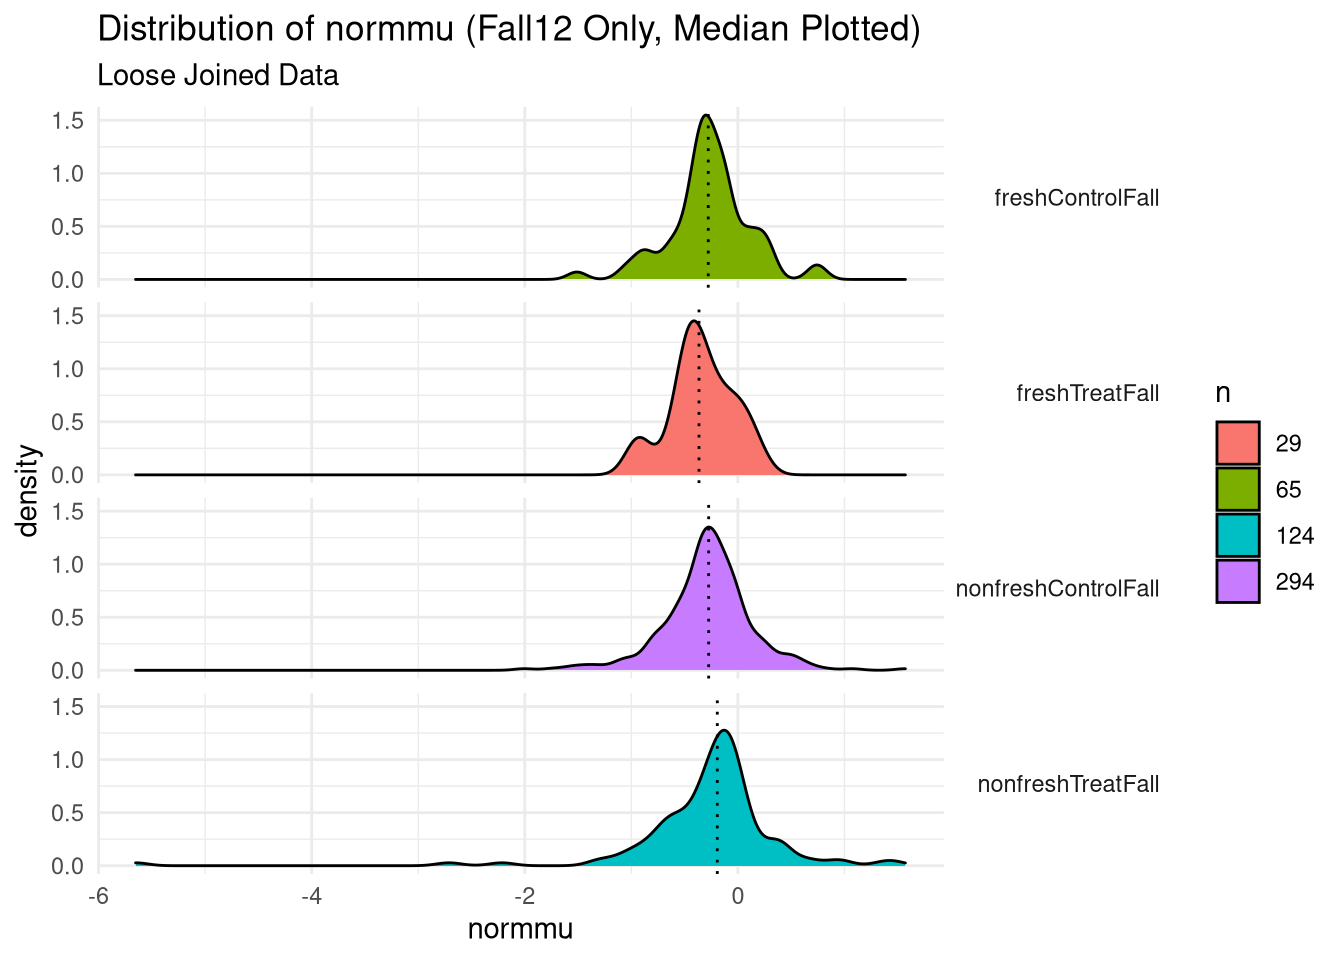 Distribution of normmu (Fall12 Only, Median Plotted)
Loose Joined Data
density
1.5
1.0
0.5
0.0
freshControlFall
1.5
1.0
0.5
0.0
freshTreatFall
1.5
1.0
0.5
0.0
nonfreshControlFall
1.5
1.0
0.5
0.0
nonfreshTreatFall
-6 -4 -2 0
normmu
n
29
65
124
294